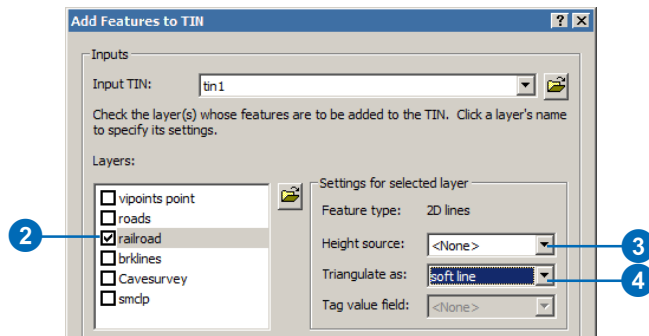 Add Features to TIN
Inputs
Input TIN: tin1
Check the layer(s) whose features are to be added to the TIN. Click a layer's name
to specify its settings.
Layers:
vipoints point
roads
railroad
brklines
Cavesurvey
smclp
2
Settings for selected layer
Feature type: 2D lines
Height source: <None>
3
Triangulate as: soft line
4
Tag value field: <None>